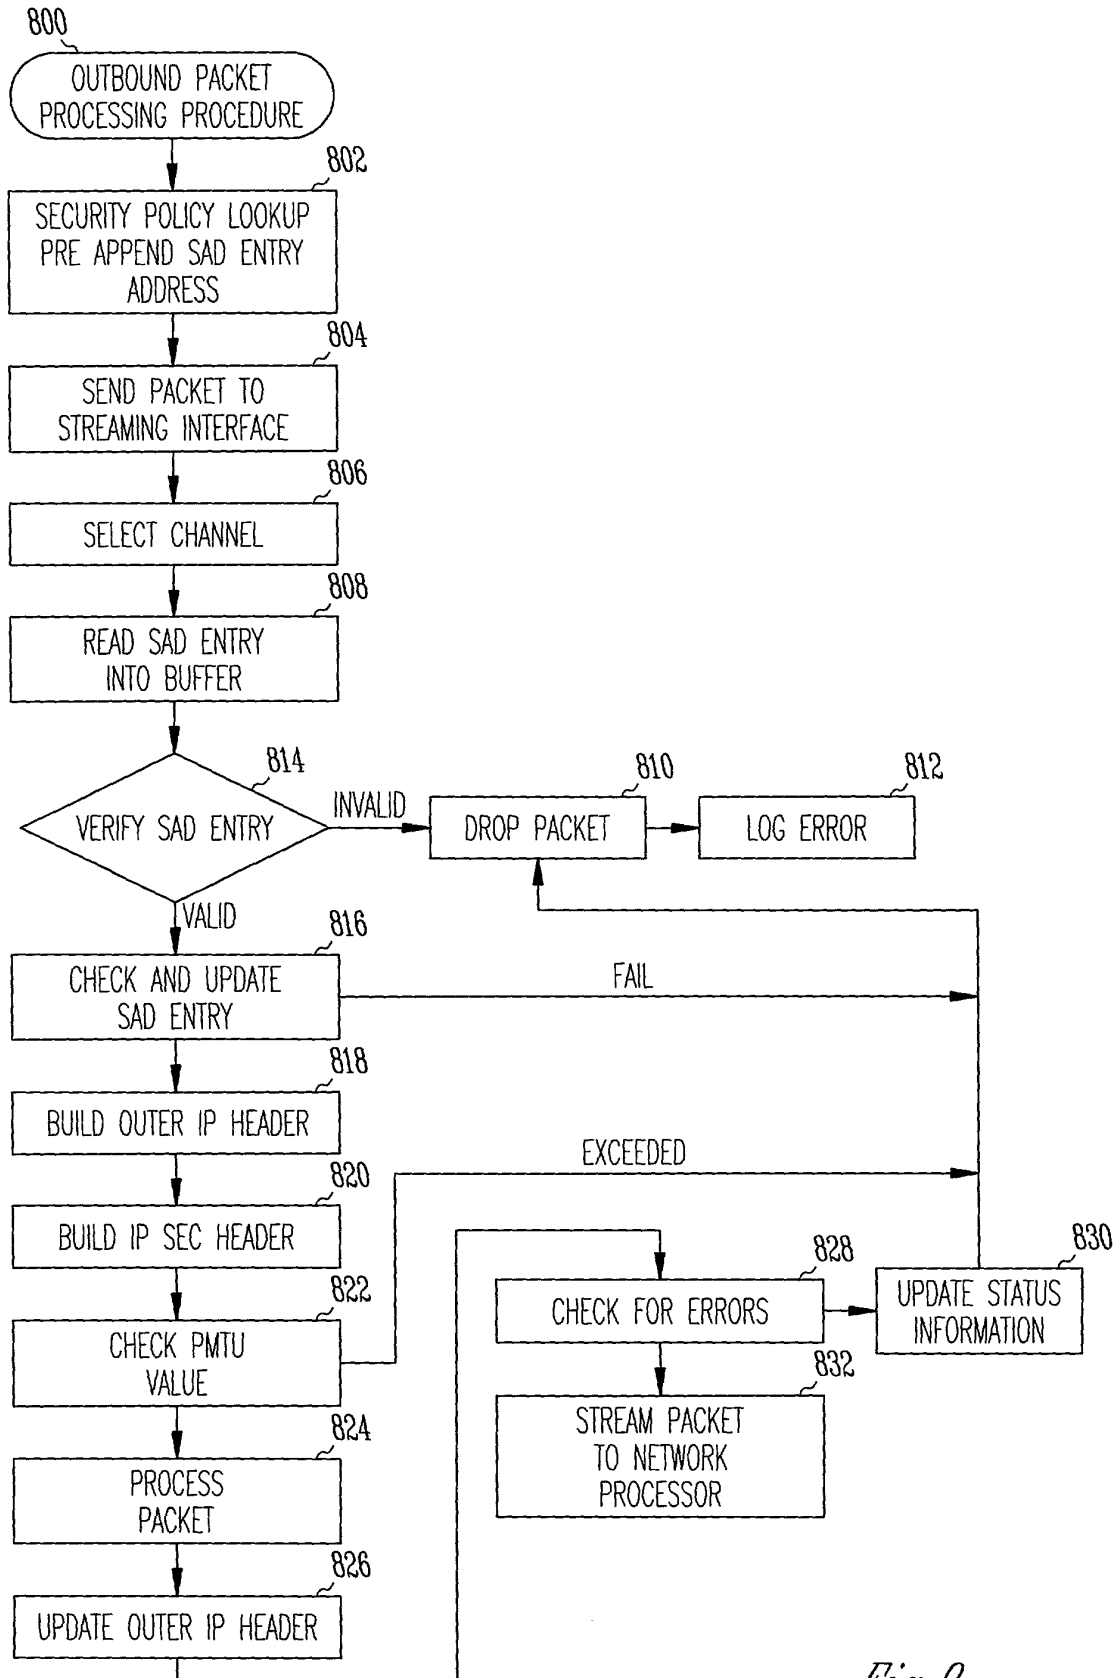 800
OUTBOUND PACKET
PROCESSING PROCEDURE
802
SECURITY POLICY LOOKUP
PRE APPEND SAD ENTRY
ADDRESS
804
SEND PACKET TO
STREAMING INTERFACE
806
SELECT CHANNEL
808
READ SAD ENTRY
INTO BUFFER
814
VERIFY SAD ENTRY
INVALID
810
DROP PACKET
812
LOG ERROR
VALID
816
CHECK AND UPDATE
SAD ENTRY
FAIL
818
BUILD OUTER IP HEADER
EXCEEDED
820
BUILD IP SEC HEADER
822
CHECK PMTU
VALUE
828
CHECK FOR ERRORS
830
UPDATE STATUS
INFORMATION
832
STREAM PACKET
TO NETWORK
PROCESSOR
824
PROCESS
PACKET
826
UPDATE OUTER IP HEADER